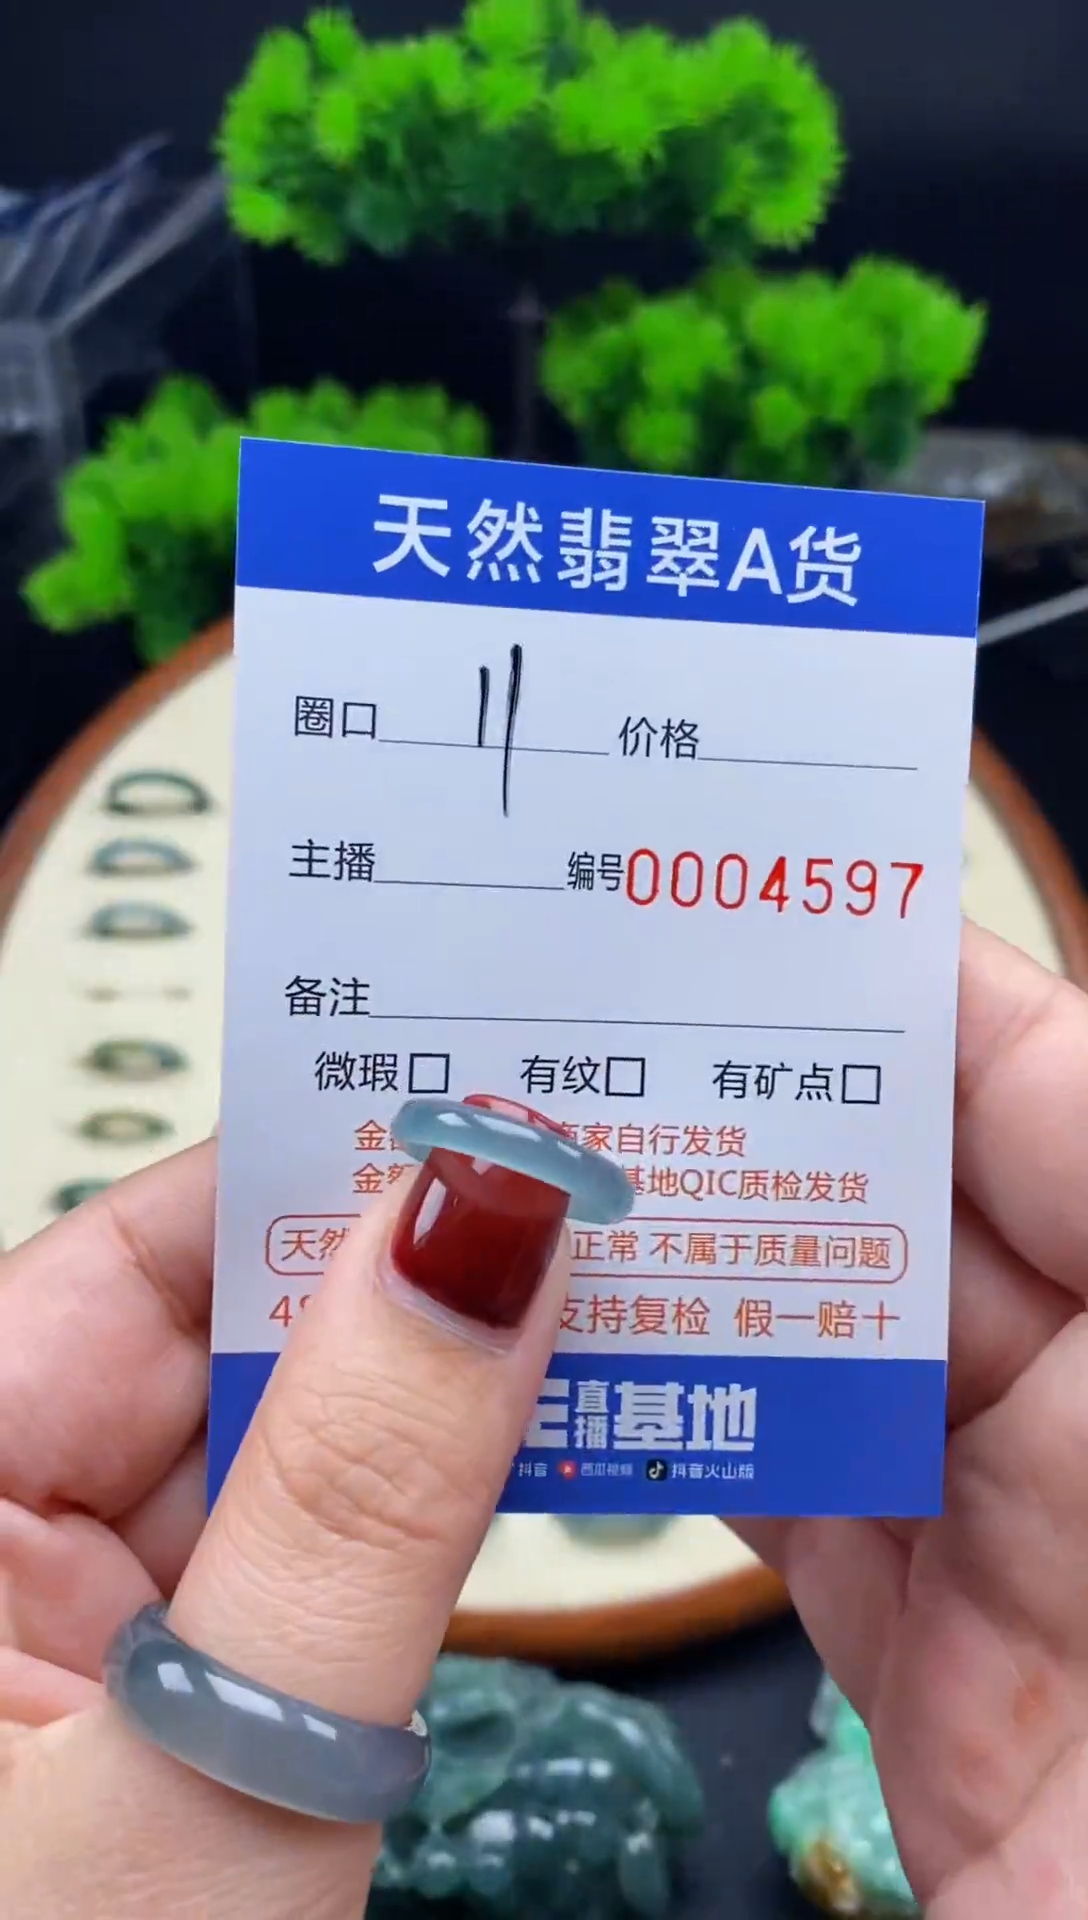 天然翡翠A货
圈口 11 价格
主播 编号0004597
备注
微瑕□ 有纹□ 有矿点□
金 家自行发货
金 基地QIC质检发货
天然 正常 不属于质量问题
4 支持复检 假一赔十
直播基地
抖音 西瓜视频 抖音火山版